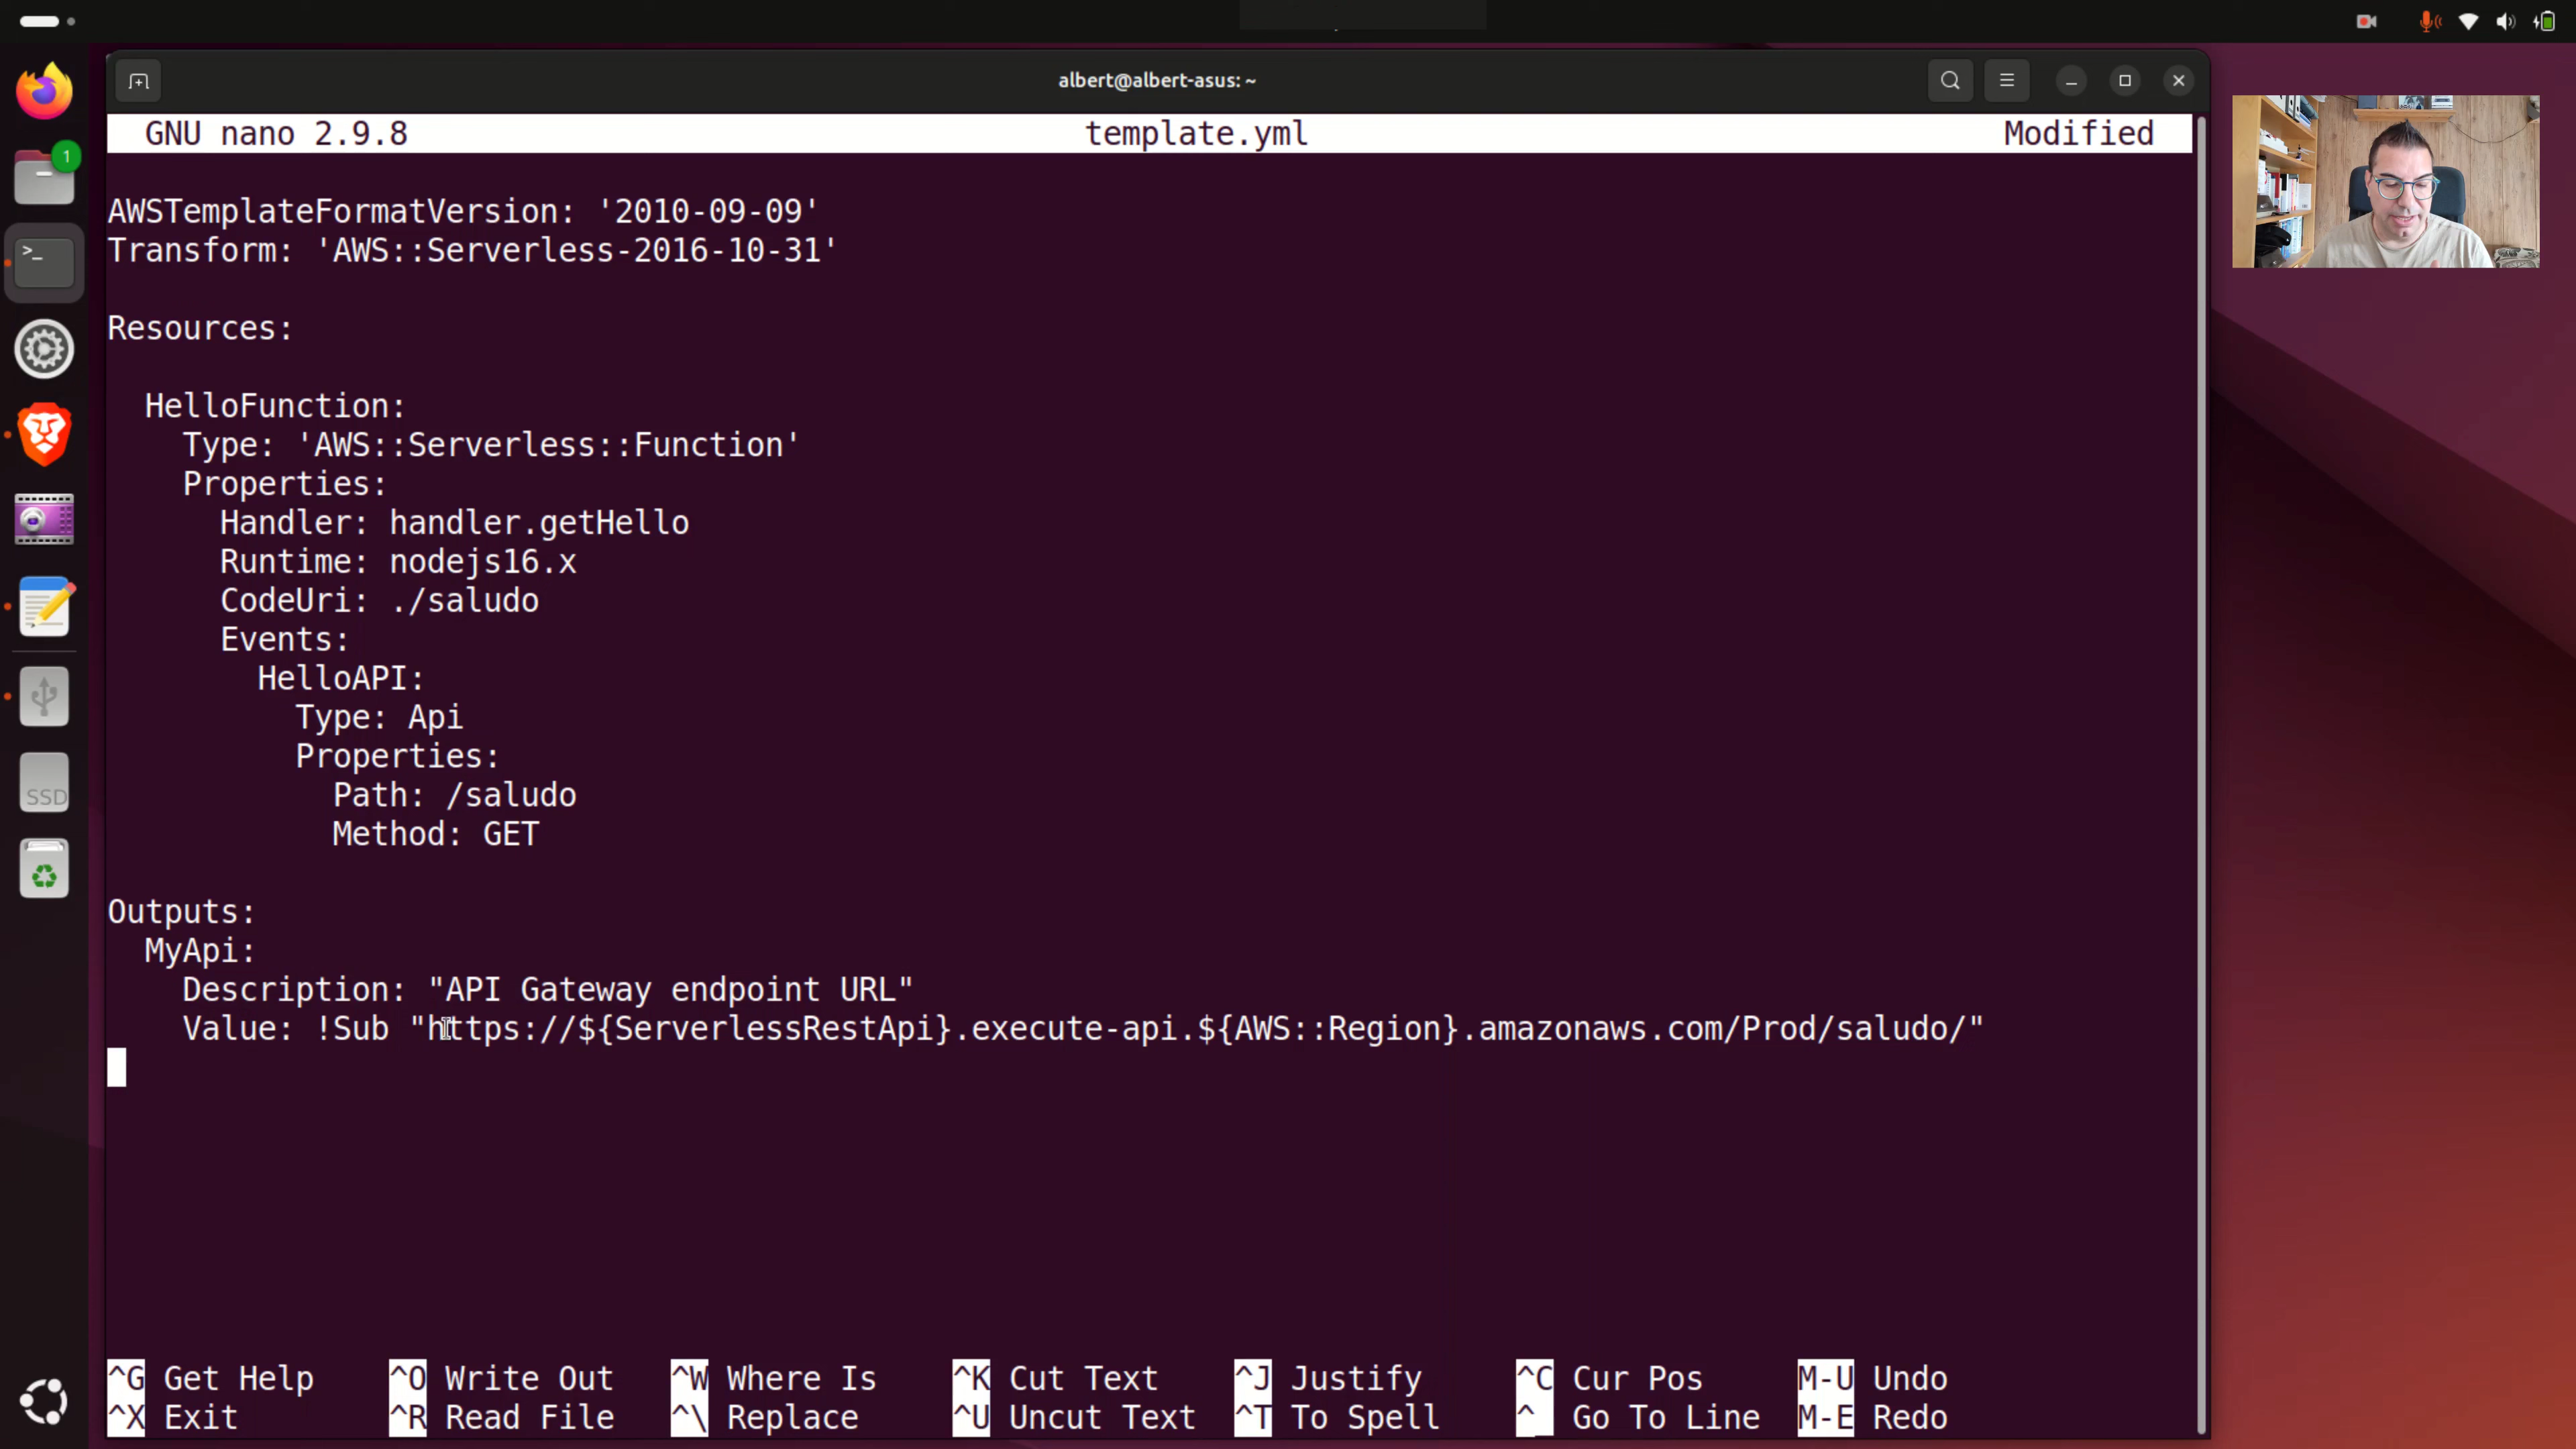 albert@albert-asus: ~
GNU nano 2.9.8 template.yml Modified
AWSTemplateFormatVersion: '2010-09-09'
Transform: 'AWS::Serverless-2016-10-31'
Resources:
HelloFunction:
Type: 'AWS::Serverless::Function'
Properties:
Handler: handler.getHello
Runtime: nodejs16.x
CodeUri: ./saludo
Events:
HelloAPI:
Type: Api
Properties:
Path: /saludo
Method: GET
Outputs:
MyApi:
Description: "API Gateway endpoint URL"
Value: !Sub "https://${ServerlessRestApi}.execute-api.${AWS::Region}.amazonaws.com/Prod/saludo/"
^G Get Help ^O Write Out ^W Where Is ^K Cut Text ^J Justify ^C Cur Pos M-U Undo
^X Exit ^R Read File ^\ Replace ^U Uncut Text ^T To Spell ^_ Go To Line M-E Redo
1
>_
SSD